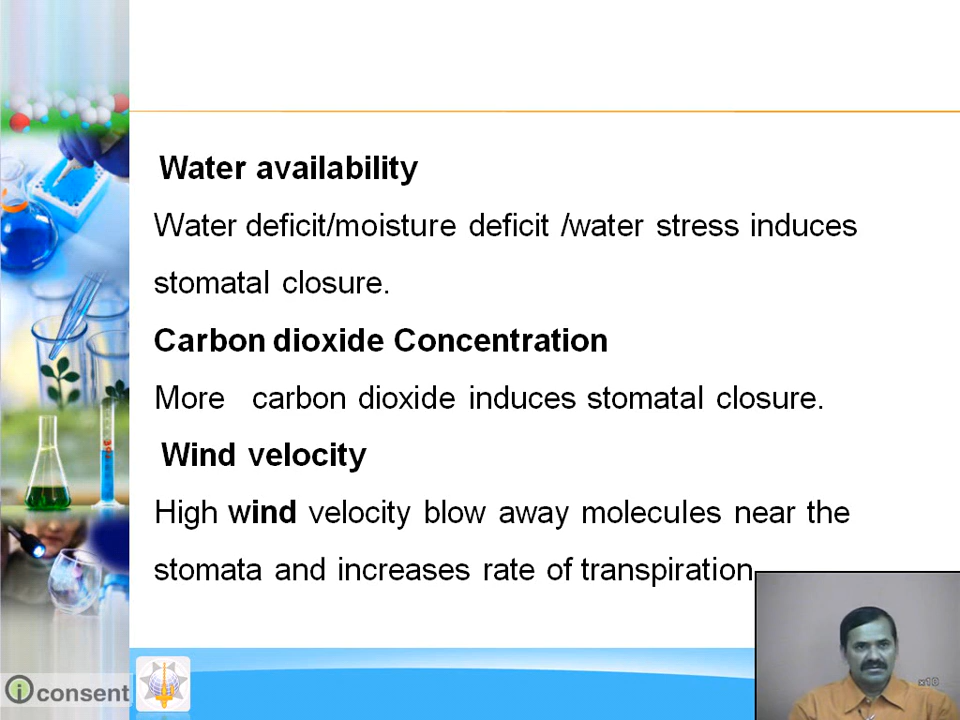 Water availability
Water deficit/moisture deficit /water stress induces
stomatal closure.
Carbon dioxide Concentration
More carbon dioxide induces stomatal closure.
Wind velocity
High wind velocity blow away molecules near the
stomata and increases rate of transpiration
i consent
x10